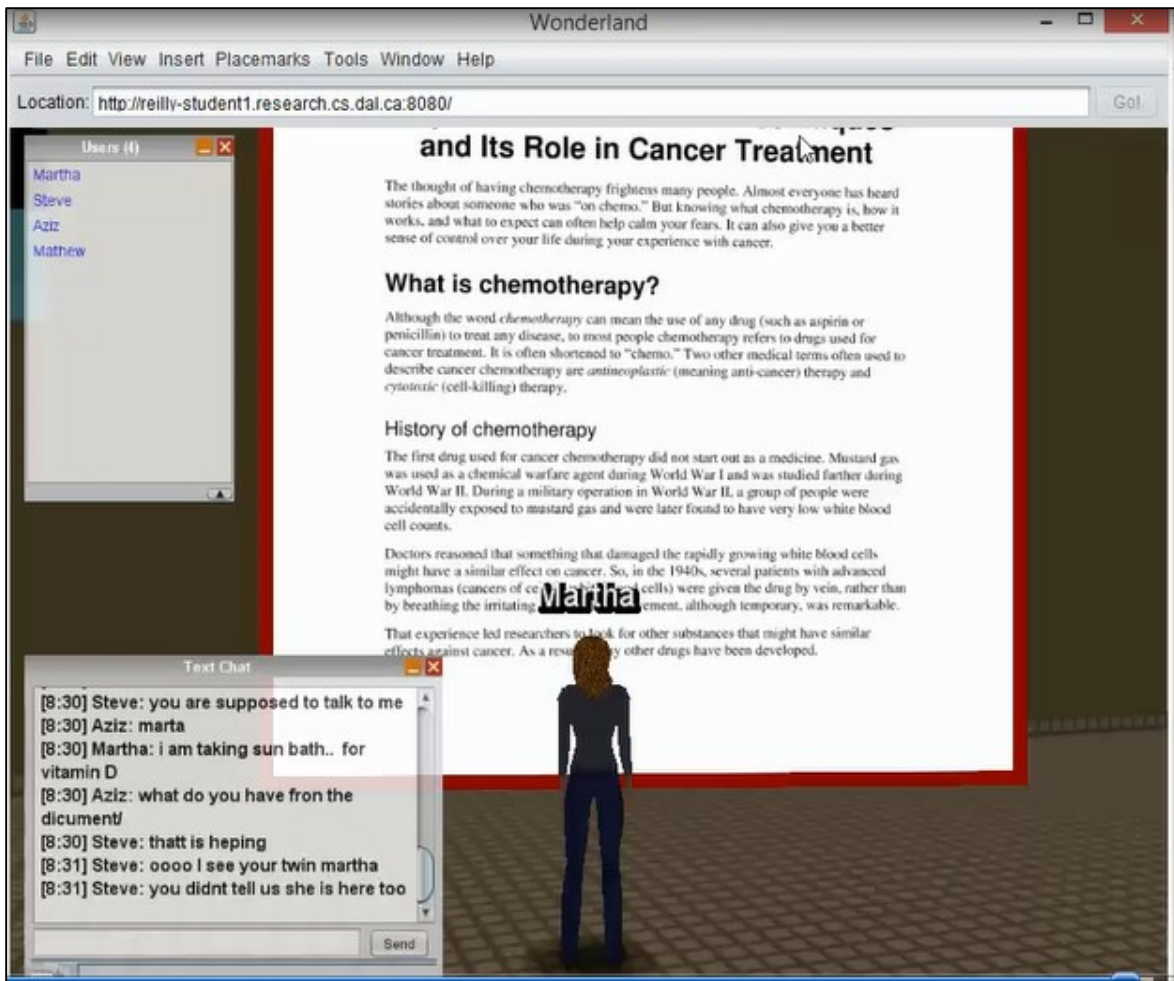 Wonderland
File Edit View Insert Placemarks Tools Window Help
Location: http://reilly-student1.research.cs.dal.ca:8080/ Go!
Users (4)
Martha
Steve
Aziz
Mathew
and Its Role in Cancer Treatment
The thought of having chemotherapy frightens many people. Almost everyone has heard
stories about someone who was "on chemo." But knowing what chemotherapy is, how it
works, and what to expect can often help calm your fears. It can also give you a better
sense of control over your life during your experience with cancer.
What is chemotherapy?
Although the word chemotherapy can mean the use of any drug (such as aspirin or
penicillin) to treat any disease, to most people chemotherapy refers to drugs used for
cancer treatment. It is often shortened to "chemo." Two other medical terms often used to
describe cancer chemotherapy are antineoplastic (meaning anti-cancer) therapy and
cytotoxic (cell-killing) therapy.
History of chemotherapy
The first drug used for cancer chemotherapy did not start out as a medicine. Mustard gas
was used as a chemical warfare agent during World War I and was studied further during
World War II. During a military operation in World War II, a group of people were
accidentally exposed to mustard gas and were later found to have very low white blood
cell counts.
Doctors reasoned that something that damaged the rapidly growing white blood cells
might have a similar effect on cancer. So, in the 1940s, several patients with advanced
lymphomas (cancers of cells) were given the drug by vein, rather than
by breathing the irritating although temporary, was remarkable.
Martha
That experience led researchers to look for other substances that might have similar
effects against cancer. As a other drugs have been developed.
Text Chat
[8:30] Steve: you are supposed to talk to me
[8:30] Aziz: marta
[8:30] Martha: i am taking sun bath.. for
vitamin D
[8:30] Aziz: what do you have fron the
dicument/
[8:30] Steve: thatt is heping
[8:31] Steve: oooo I see your twin martha
[8:31] Steve: you didnt tell us she is here too
Send